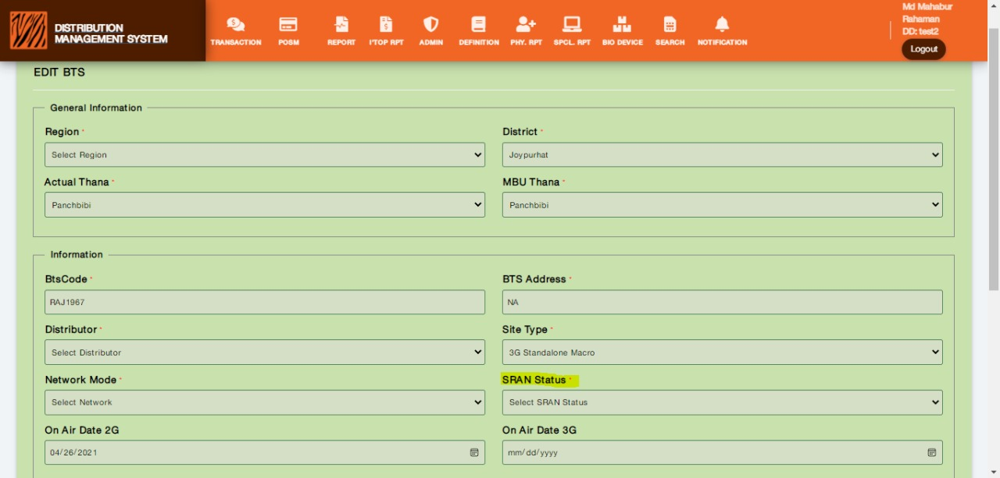 DISTRIBUTION
MANAGEMENT SYSTEM
TRANSACTION POSM REPORT I'TOP RPT ADMIN DEFINITION PHY. RPT SPCL. RPT BIO DEVICE SEARCH NOTIFICATION
Md Mahabur
Rahaman
DD: test2
Logout
EDIT BTS
General Information
Region * District *
Select Region Joypurhat
Actual Thana * MBU Thana *
Panchbibi Panchbibi
Information
BtsCode * BTS Address *
RAJ1967 NA
Distributor * Site Type *
Select Distributor 3G Standalone Macro
Network Mode * SRAN Status *
Select Network Select SRAN Status
On Air Date 2G On Air Date 3G
04/26/2021 mm/dd/yyyy